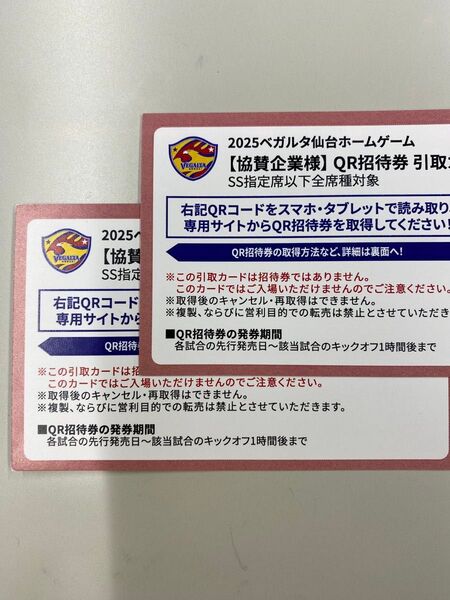 VEGALTA
2025ベガルタ仙台ホームゲーム
【協賛企業様】QR招待券 引取
SS指定席以下全席種対象
右記QRコードをスマホ・タブレットで読み取り
専用サイトからQR招待券を取得してください!
QR招待券の取得方法など、詳細は裏面へ!
※この引取カードは招待券ではありません。
このカードではご入場いただけませんのでご注意ください。
※取得後のキャンセル・再取得はできません。
※複製、ならびに営利目的での転売は禁止とさせていただき
■QR招待券の発券期間
各試合の先行発売日～該当試合のキックオフ1時間後まで
VEGALTA
2025ベ
【協賛
SS指定
右記QRコード
専用サイトから
QR招待
※この引取カードは招
このカードではご入場いただけませんのでご注意ください。
※取得後のキャンセル・再取得はできません。
※複製、ならびに営利目的での転売は禁止とさせていただきます。
■QR招待券の発券期間
各試合の先行発売日～該当試合のキックオフ1時間後まで